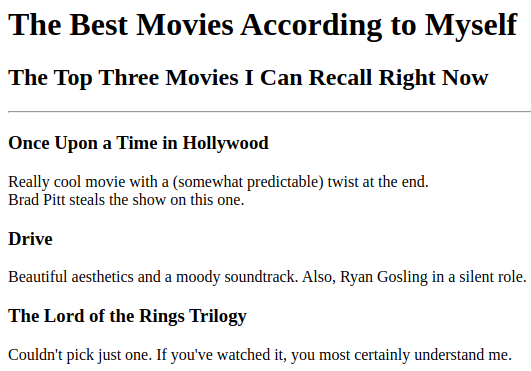 The Best Movies According to Myself
The Top Three Movies I Can Recall Right Now
Once Upon a Time in Hollywood
Really cool movie with a (somewhat predictable) twist at the end.
Brad Pitt steals the show on this one.
Drive
Beautiful aesthetics and a moody soundtrack. Also, Ryan Gosling in a silent role.
The Lord of the Rings Trilogy
Couldn't pick just one. If you've watched it, you most certainly understand me.